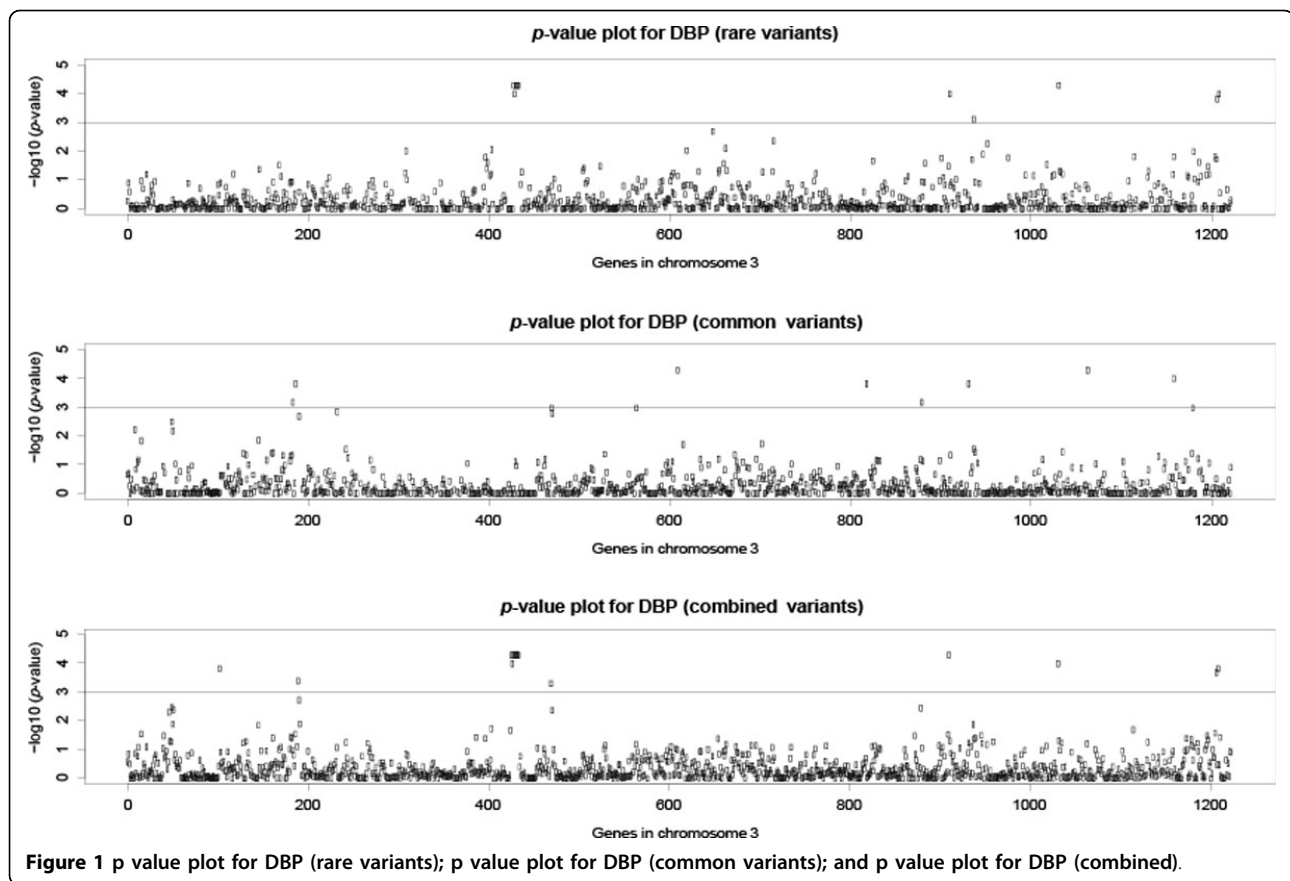 p-value plot for DBP (rare variants)
−log10 (p-value)
5
4
3
2
1
0
0 200 400 600 800 1000 1200
Genes in chromosome 3
p-value plot for DBP (common variants)
−log10 (p-value)
5
4
3
2
1
0
0 200 400 600 800 1000 1200
Genes in chromosome 3
p-value plot for DBP (combined variants)
−log10 (p-value)
5
4
3
2
1
0
0 200 400 600 800 1000 1200
Genes in chromosome 3
Figure 1 p value plot for DBP (rare variants); p value plot for DBP (common variants); and p value plot for DBP (combined).